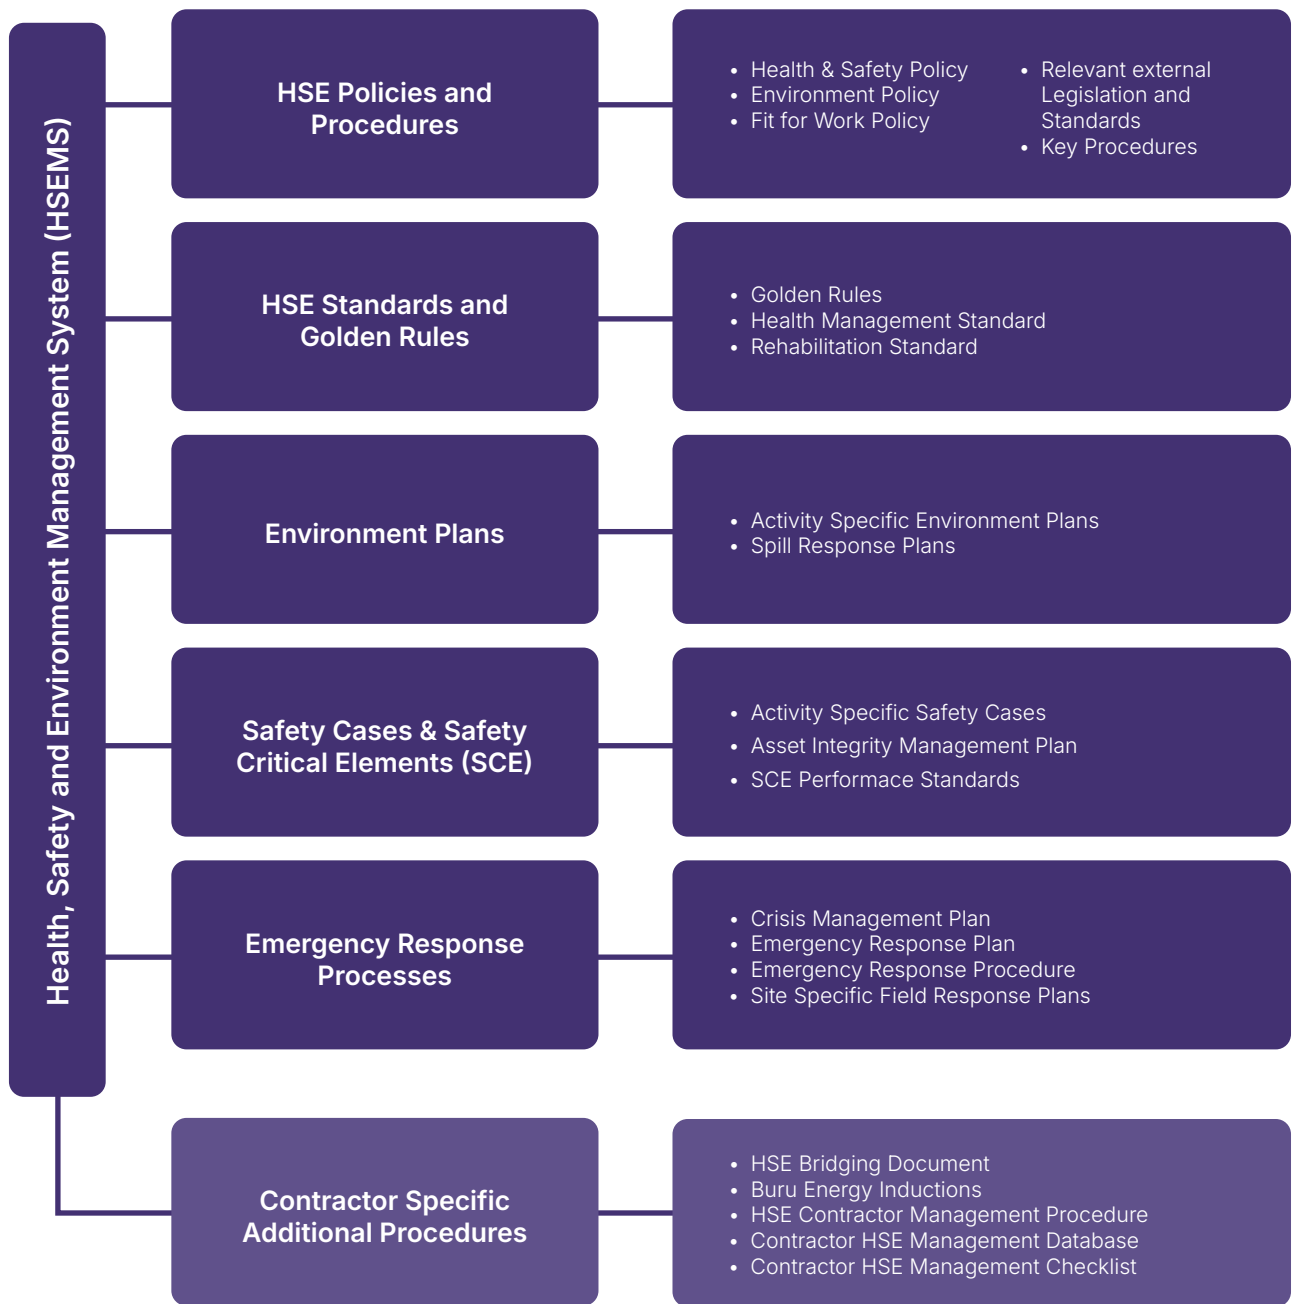 Health, Safety and Environment Management System (HSEMS)
HSE Policies and
Procedures
• Health & Safety Policy
• Environment Policy
• Fit for Work Policy
• Relevant external
Legislation and
Standards
• Key Procedures
HSE Standards and
Golden Rules
• Golden Rules
• Health Management Standard
• Rehabilitation Standard
Environment Plans
• Activity Specific Environment Plans
• Spill Response Plans
Safety Cases & Safety
Critical Elements (SCE)
• Activity Specific Safety Cases
• Asset Integrity Management Plan
• SCE Performace Standards
Emergency Response
Processes
• Crisis Management Plan
• Emergency Response Plan
• Emergency Response Procedure
• Site Specific Field Response Plans
Contractor Specific
Additional Procedures
• HSE Bridging Document
• Buru Energy Inductions
• HSE Contractor Management Procedure
• Contractor HSE Management Database
• Contractor HSE Management Checklist